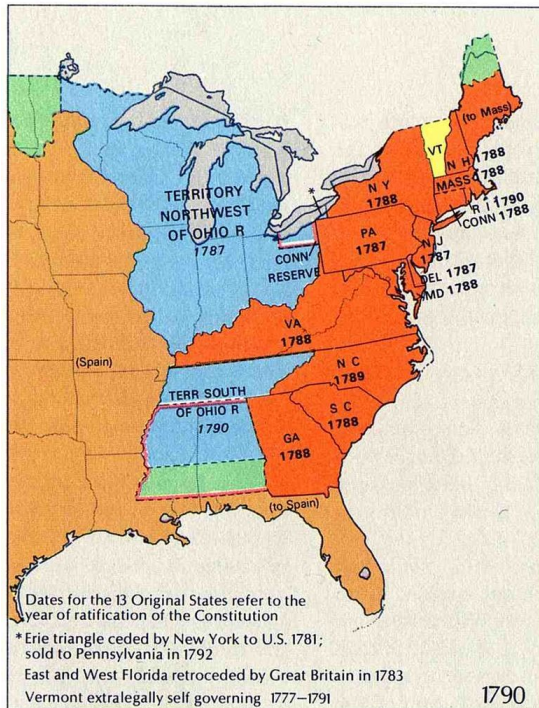 (to Mass)
VT
N H 1788
MASS 1788
R I 1790
CONN 1788
N Y
1788
*
TERRITORY
NORTHWEST
OF OHIO R
1787
PA
1787
N J
1787
CONN
RESERVE
DEL 1787
MD 1788
VA
1788
(Spain)
N C
1789
TERR SOUTH
OF OHIO R
1790
S C
1788
GA
1788
(to Spain)
Dates for the 13 Original States refer to the
year of ratification of the Constitution
* Erie triangle ceded by New York to U.S. 1781;
sold to Pennsylvania in 1792
East and West Florida retroceded by Great Britain in 1783
Vermont extralegally self governing 1777–1791
1790